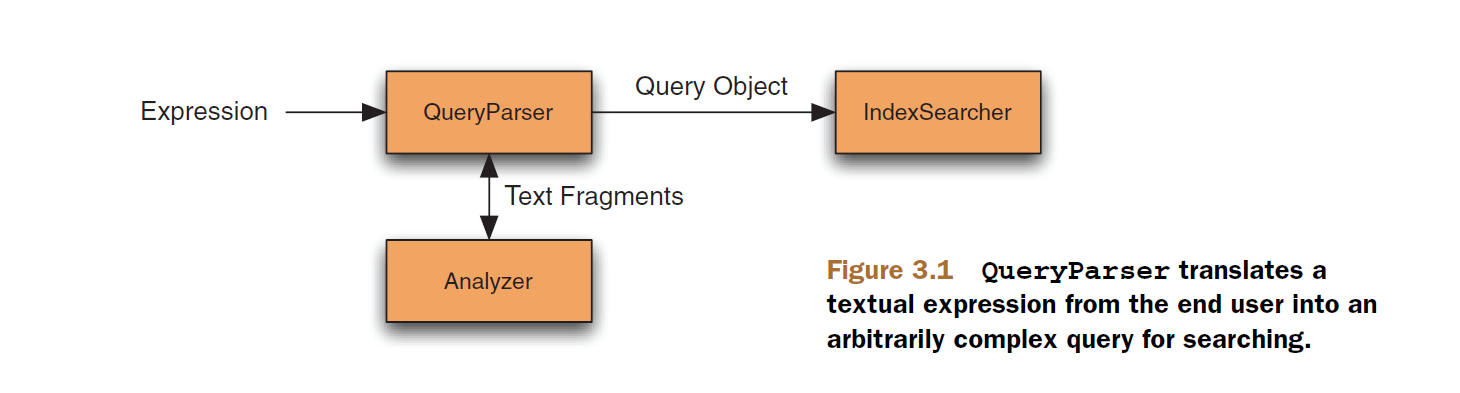 Query Object
Expression
QueryParser
IndexSearcher
Text Fragments
Analyzer
Figure 3.1 QueryParser translates a
textual expression from the end user into an
arbitrarily complex query for searching.